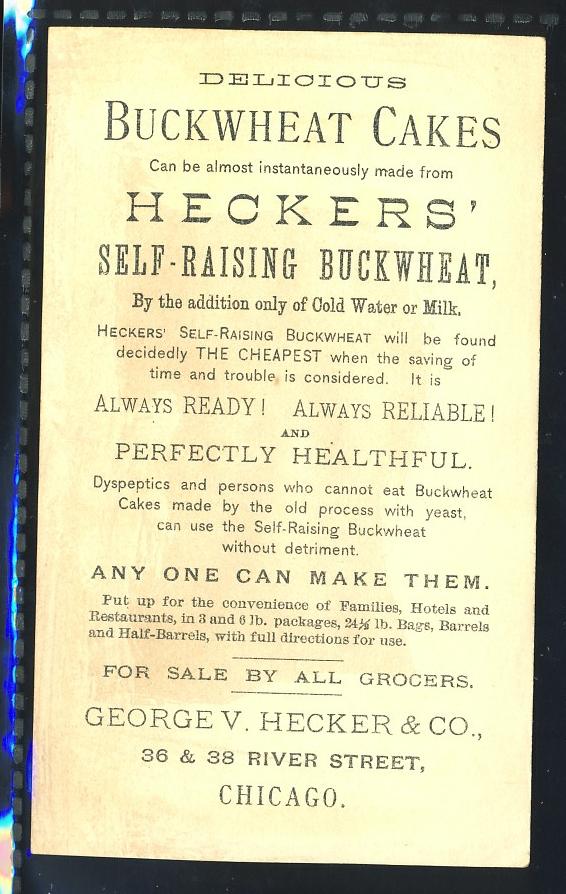 DELICIOUS
BUCKWHEAT CAKES
Can be almost instantaneously made from
HECKERS'
SELF-RAISING BUCKWHEAT,
By the addition only of Cold Water or Milk.
HECKERS' SELF-RAISING BUCKWHEAT will be found
decidedly THE CHEAPEST when the saving of
time and trouble is considered. It is
ALWAYS READY! ALWAYS RELIABLE!
AND
PERFECTLY HEALTHFUL.
Dyspeptics and persons who cannot eat Buckwheat
Cakes made by the old process with yeast,
can use the Self-Raising Buckwheat
without detriment.
ANY ONE CAN MAKE THEM.
Put up for the convenience of Families, Hotels and
Restaurants, in 3 and 6 lb. packages, 24½ lb. Bags, Barrels
and Half-Barrels, with full directions for use.
FOR SALE BY ALL GROCERS.
GEORGE V. HECKER & CO.,
36 & 38 RIVER STREET,
CHICAGO.